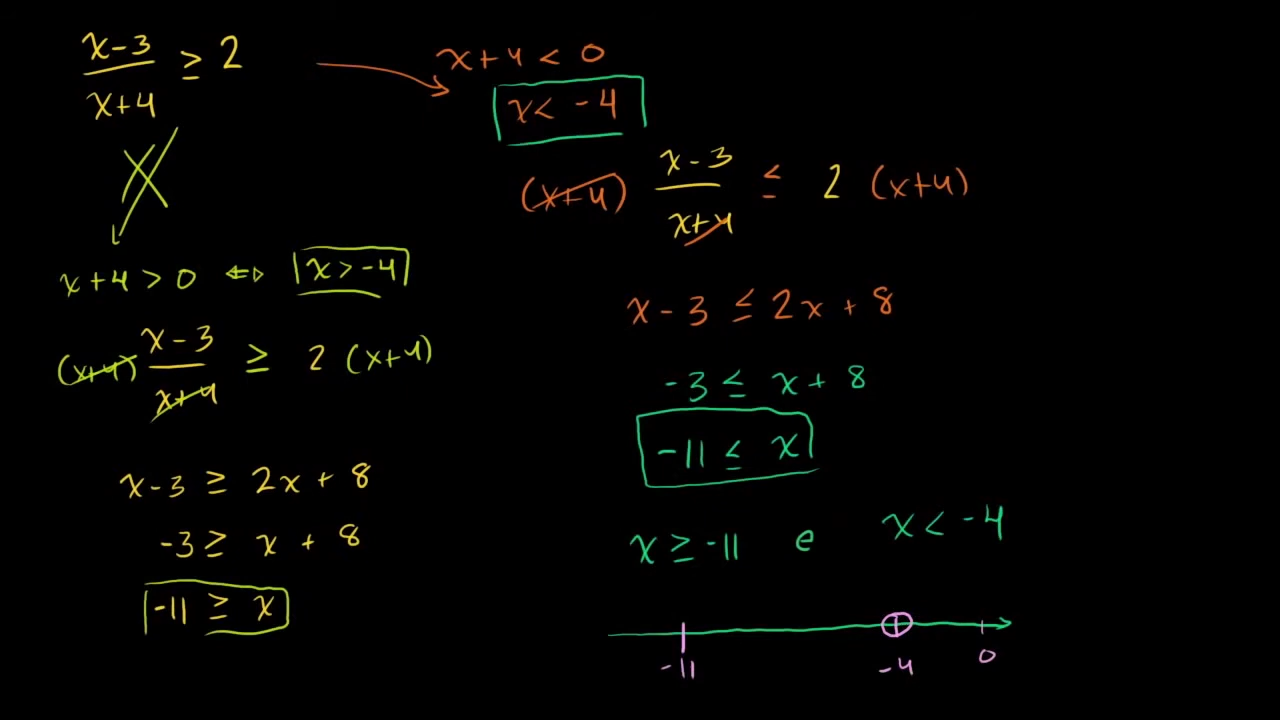 (x-3)/(x+4) ≥ 2
x+4 > 0 ⇔ x > -4
(x+4) (x-3)/(x+4) ≥ 2 (x+4)
x-3 ≥ 2x + 8
-3 ≥ x + 8
-11 ≥ x
x+4 < 0
x < -4
(x+4) (x-3)/(x+4) ≤ 2 (x+4)
x-3 ≤ 2x + 8
-3 ≤ x + 8
-11 ≤ x
x ≥ -11 e x < -4
-11 -4 0